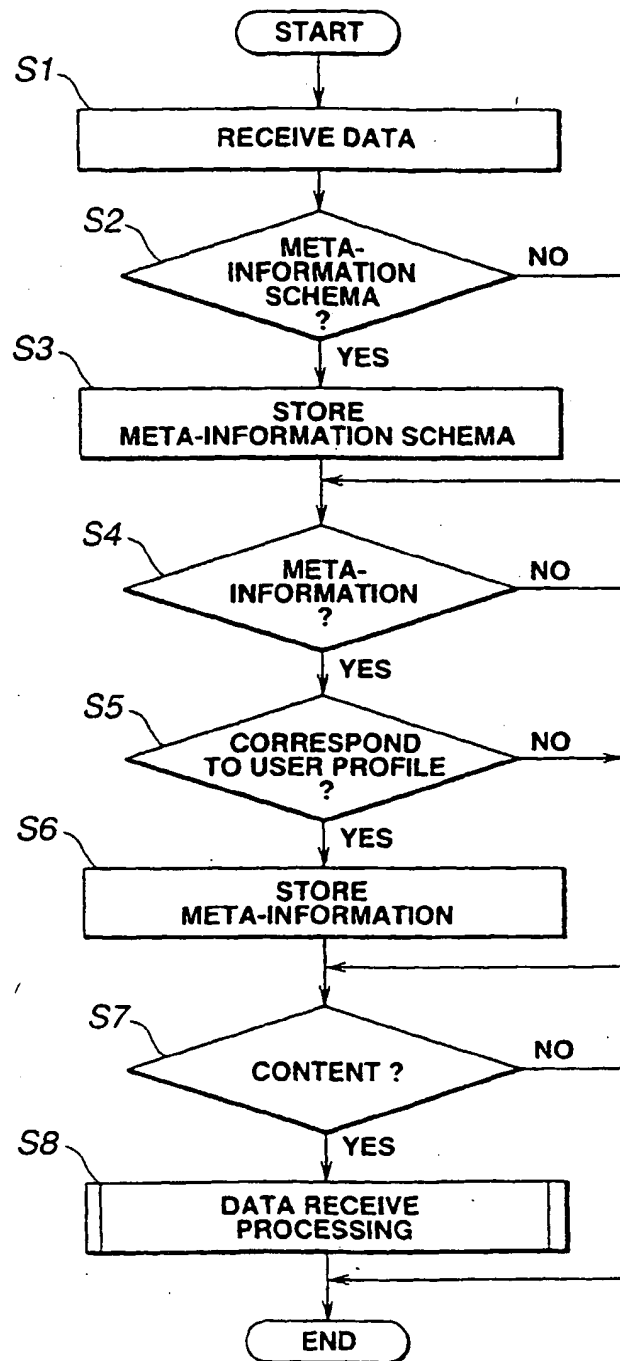 START
S1
RECEIVE DATA
S2
META-
INFORMATION
SCHEMA
?
NO
YES
S3
STORE
META-INFORMATION SCHEMA
S4
META-
INFORMATION
?
NO
YES
S5
CORRESPOND
TO USER PROFILE
?
NO
YES
S6
STORE
META-INFORMATION
S7
CONTENT ?
NO
YES
S8
DATA RECEIVE
PROCESSING
END